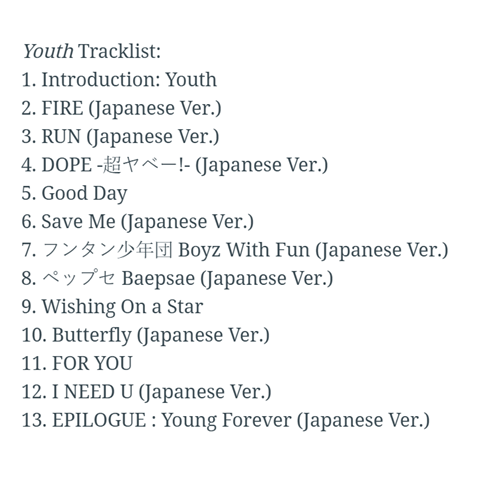 Youth Tracklist:
1. Introduction: Youth
2. FIRE (Japanese Ver.)
3. RUN (Japanese Ver.)
4. DOPE -超ヤベー!- (Japanese Ver.)
5. Good Day
6. Save Me (Japanese Ver.)
7. フンタン少年団 Boyz With Fun (Japanese Ver.)
8. ペップセ Baepsae (Japanese Ver.)
9. Wishing On a Star
10. Butterfly (Japanese Ver.)
11. FOR YOU
12. I NEED U (Japanese Ver.)
13. EPILOGUE : Young Forever (Japanese Ver.)